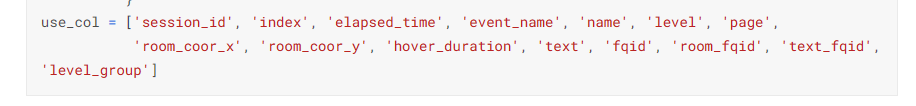 use_col = ['session_id', 'index', 'elapsed_time', 'event_name', 'name', 'level', 'page',
'room_coor_x', 'room_coor_y', 'hover_duration', 'text', 'fqid', 'room_fqid', 'text_fqid',
'level_group']